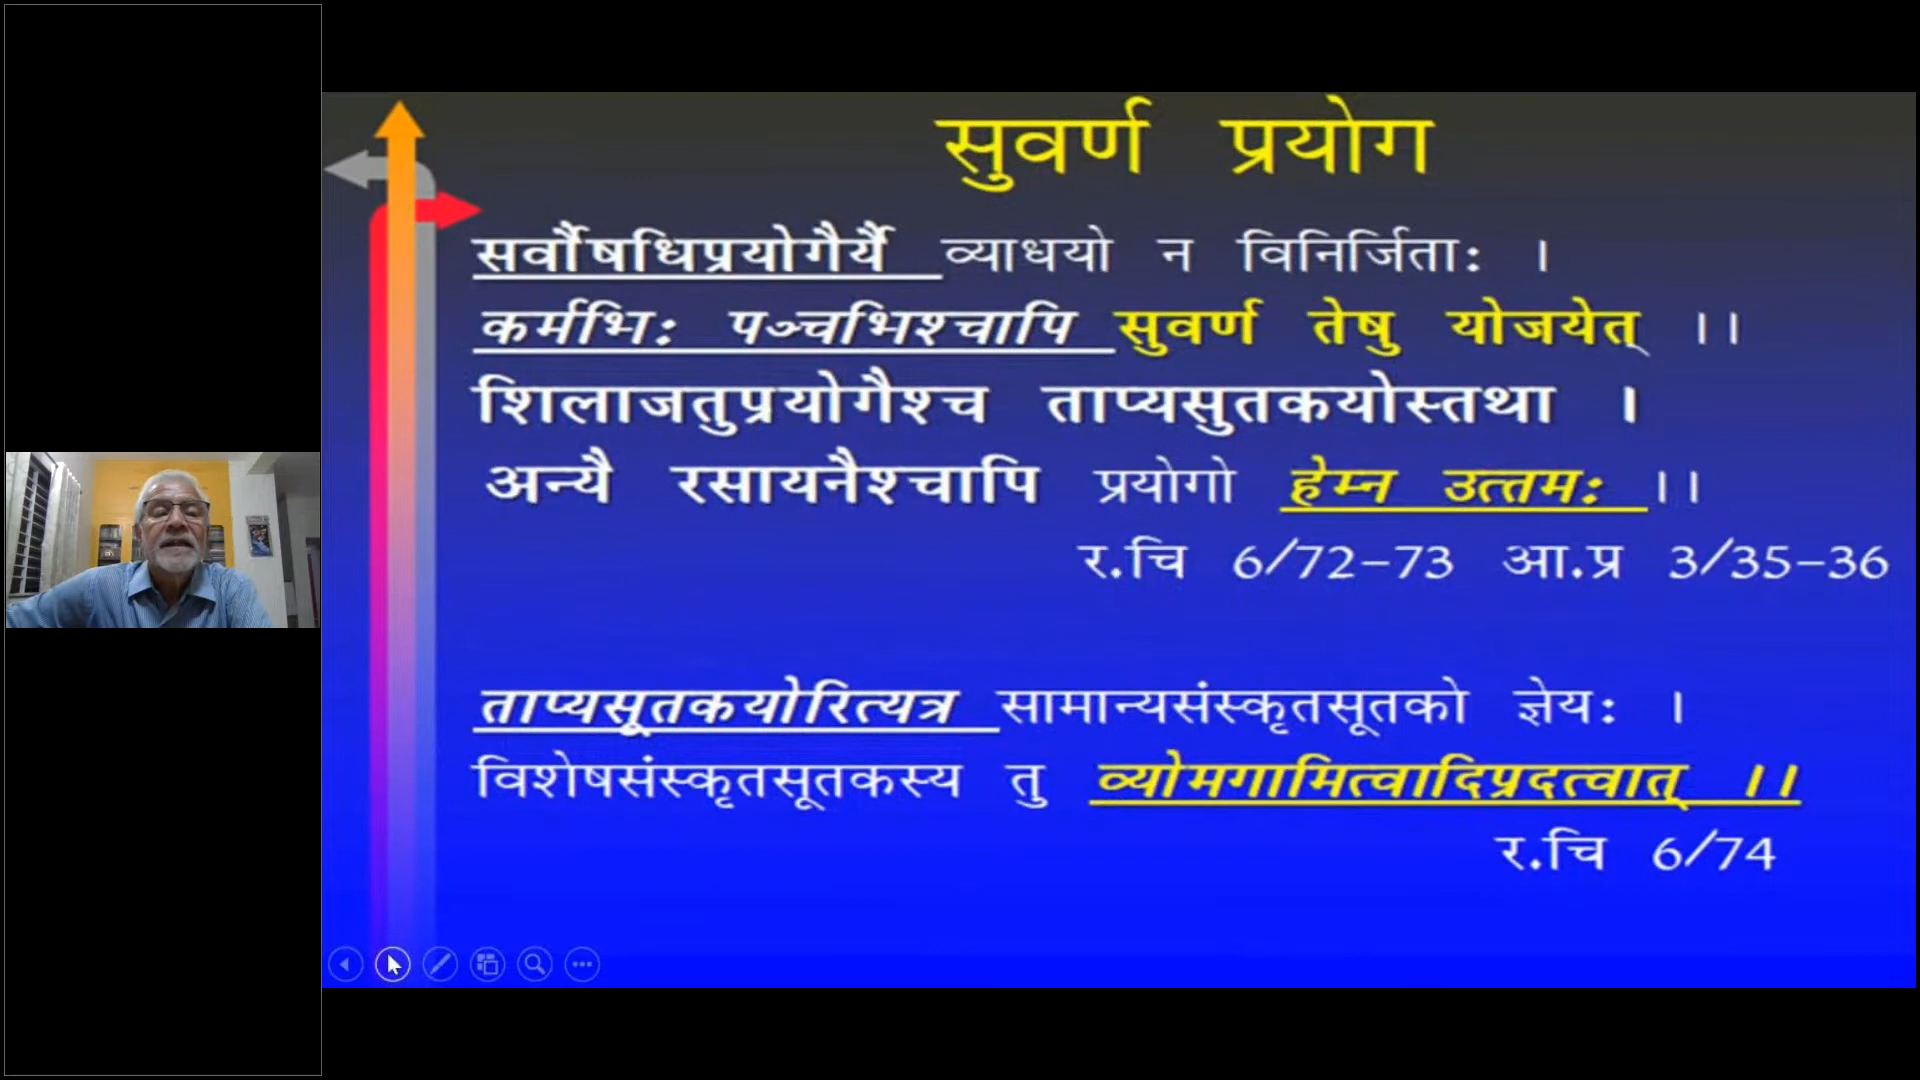 सुवर्ण प्रयोग
सर्वौषधिप्रयोगैर्यै व्याधयो न विनिर्जिताः ।
कर्मभिः पञ्चभिश्चापि सुवर्ण तेषु योजयेत् ।।
शिलाजतुप्रयोगैश्च ताप्यसुतकयोस्तथा ।
अन्यै रसायनैश्चापि प्रयोगो हेम्न उत्तमः ।।
र.चि 6/72-73 आ.प्र 3/35-36
ताप्यसूतकयोरित्यत्र सामान्यसंस्कृतसूतको ज्ञेयः ।
विशेषसंस्कृतसूतकस्य तु व्योमगामित्वादिप्रदत्वात् ।।
र.चि 6/74